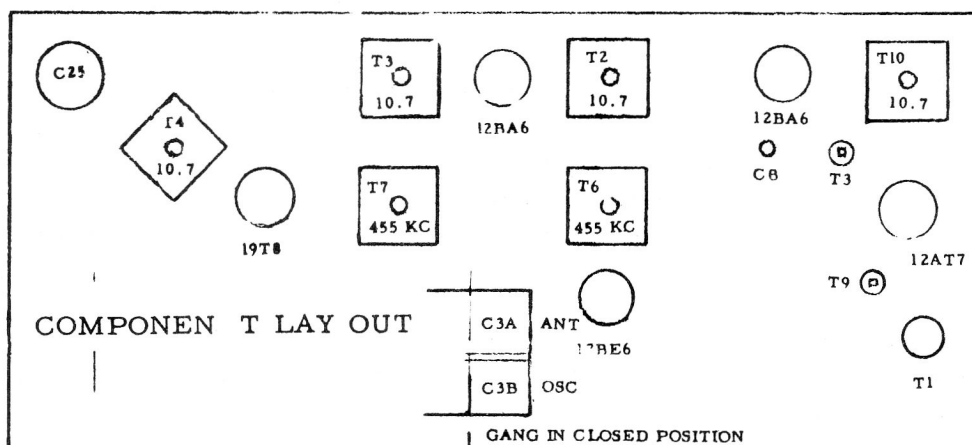 C25
T3
10.7
12BA6
T2
10.7
12BA6
T10
10.7
T4
10.7
C8
T3
T7
455 KC
T6
455 KC
19T8
12AT7
T9
COMPONEN T LAY OUT
C3A ANT
12BE6
C3B OSC
T1
GANG IN CLOSED POSITION